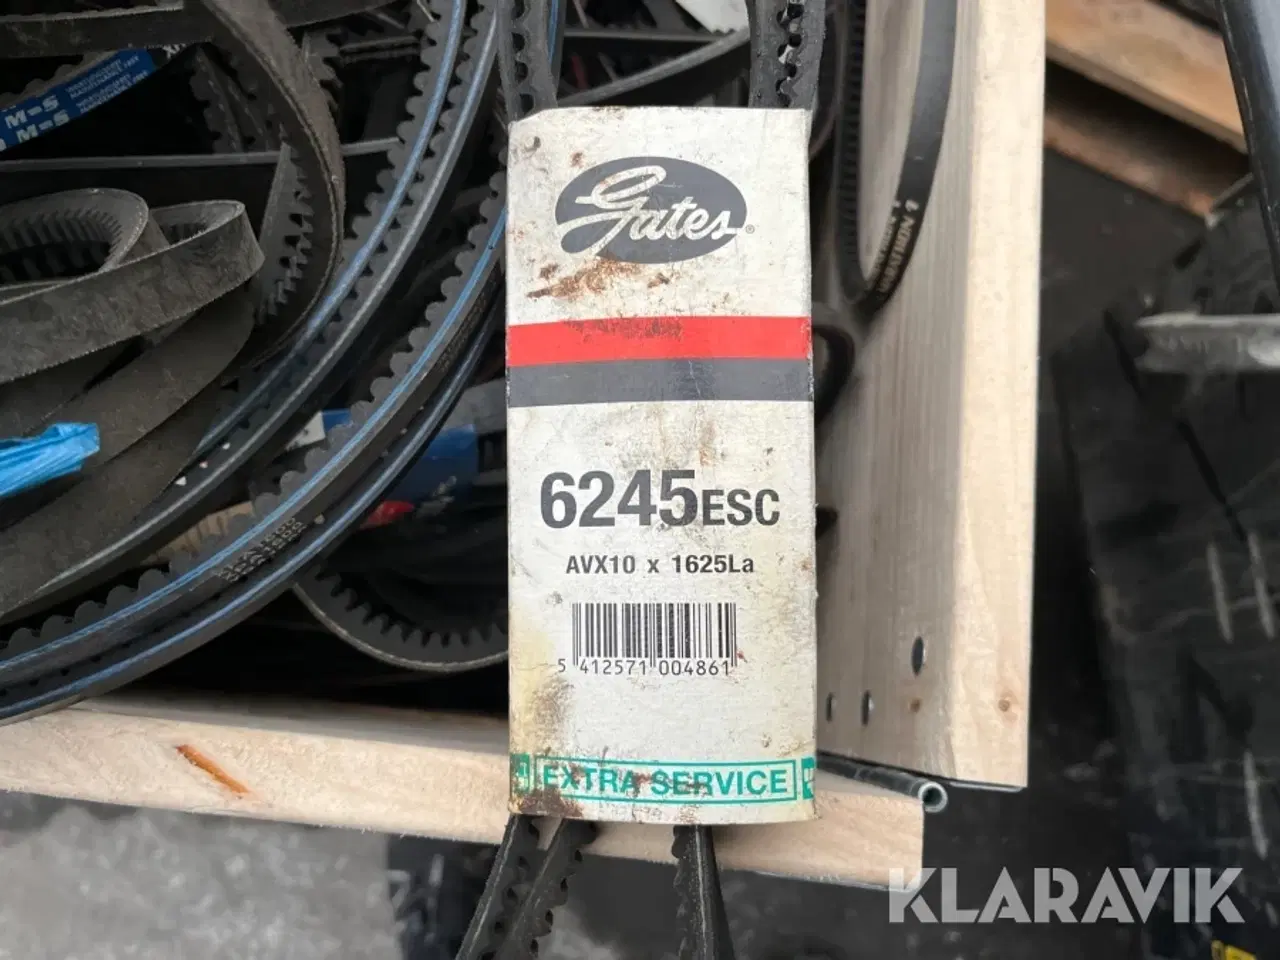 Gates®
6245ESC
AVX10 x 1625La
5 412571 004861
EXTRA SERVICE
M=S
M=S
KLARAVIK